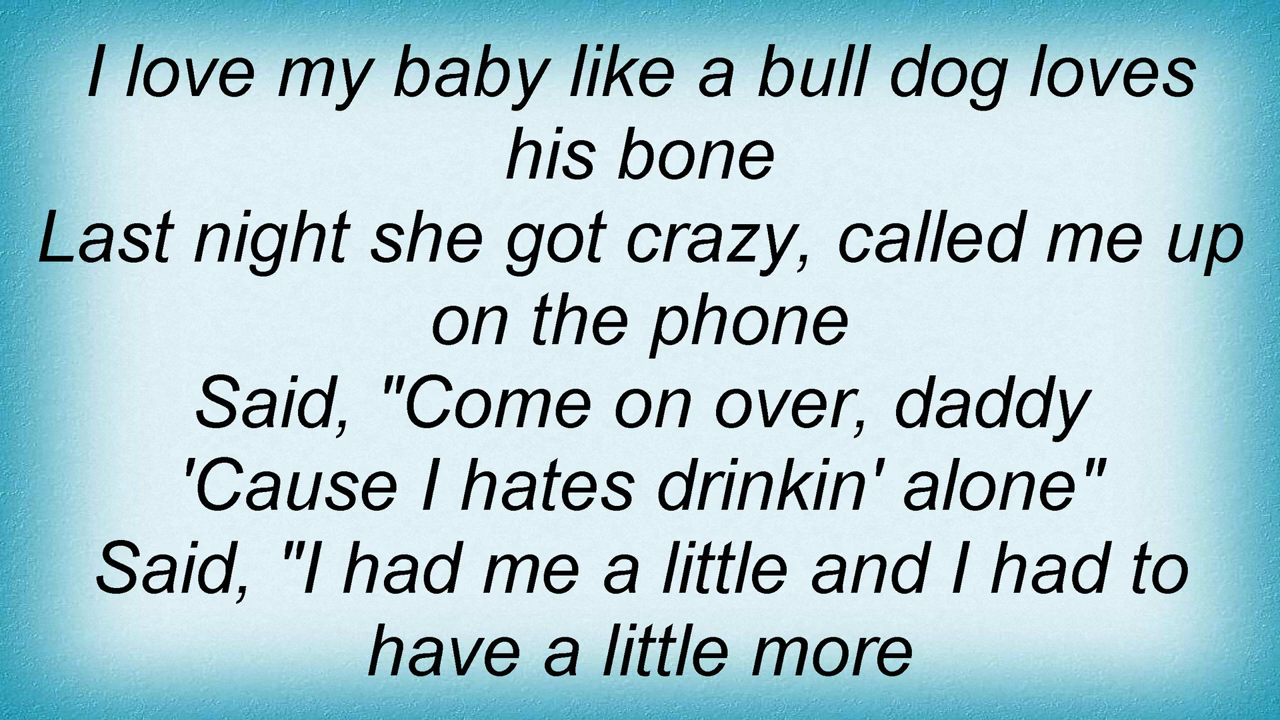 I love my baby like a bull dog loves
his bone
Last night she got crazy, called me up
on the phone
Said, "Come on over, daddy
'Cause I hates drinkin' alone"
Said, "I had me a little and I had to
have a little more